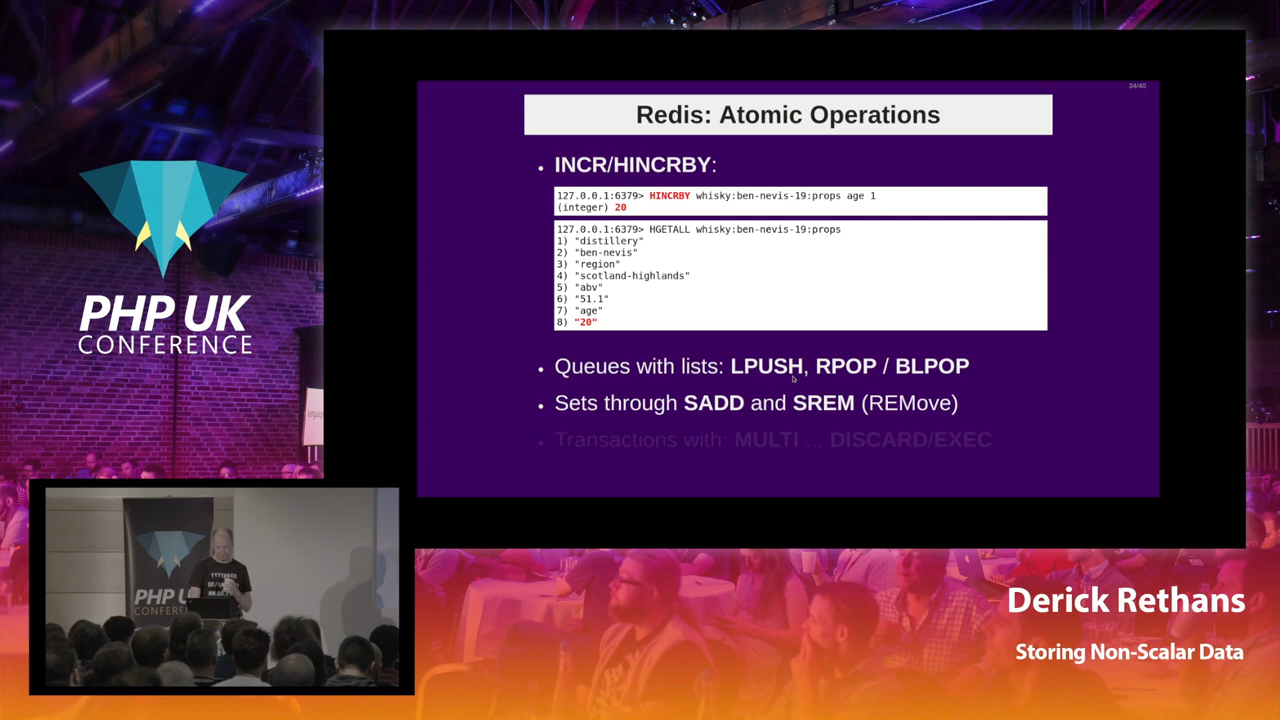 34/40
Redis: Atomic Operations
• INCR/HINCRBY:
127.0.0.1:6379> HINCRBY whisky:ben-nevis-19:props age 1
(integer) 20
127.0.0.1:6379> HGETALL whisky:ben-nevis-19:props
1) "distillery"
2) "ben-nevis"
3) "region"
4) "scotland-highlands"
5) "abv"
6) "51.1"
7) "age"
8) "20"
• Queues with lists: LPUSH, RPOP / BLPOP
• Sets through SADD and SREM (REMove)
• Transactions with: MULTI ... DISCARD/EXEC
PHP UK
CONFERENCE
PHP U
CONFERE
Derick Rethans
Storing Non-Scalar Data